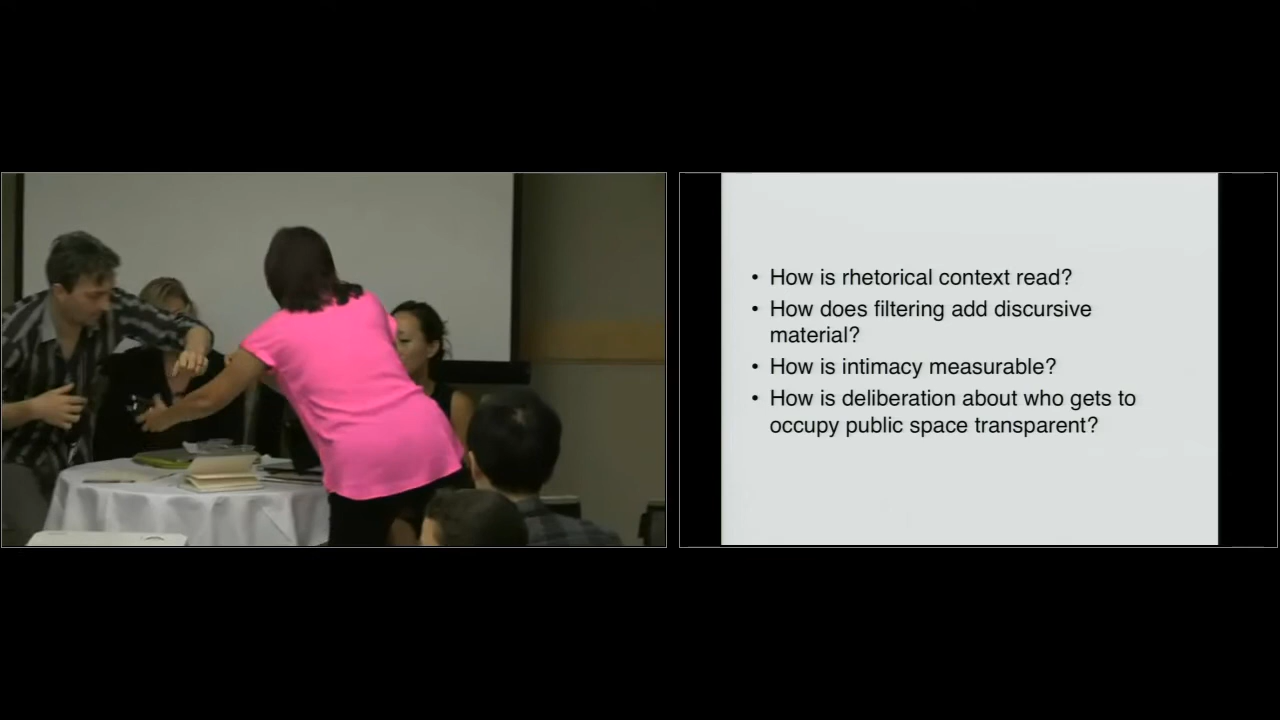 • How is rhetorical context read?
• How does filtering add discursive
material?
• How is intimacy measurable?
• How is deliberation about who gets to
occupy public space transparent?